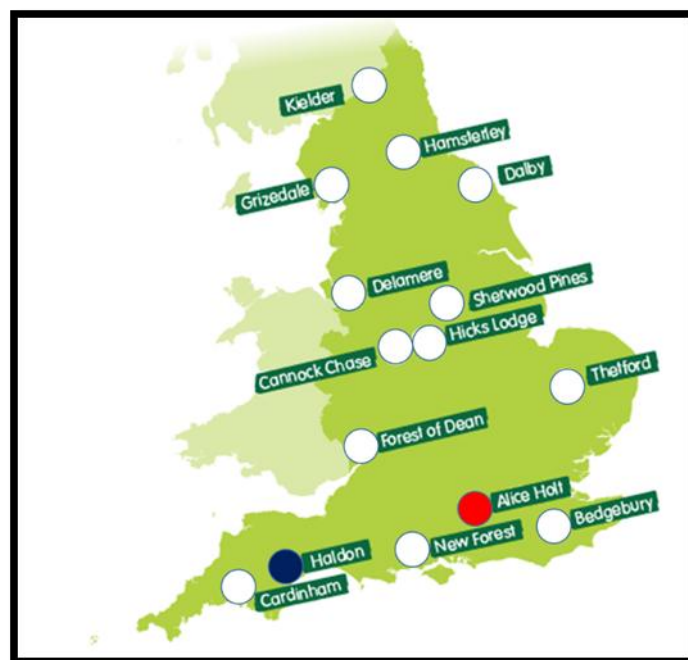 Kielder
Hamsterley
Dalby
Grizedale
Delamere
Sherwood Pines
Hicks Lodge
Cannock Chase
Thetford
Forest of Dean
Alice Holt
Bedgebury
New Forest
Haldon
Cardinham